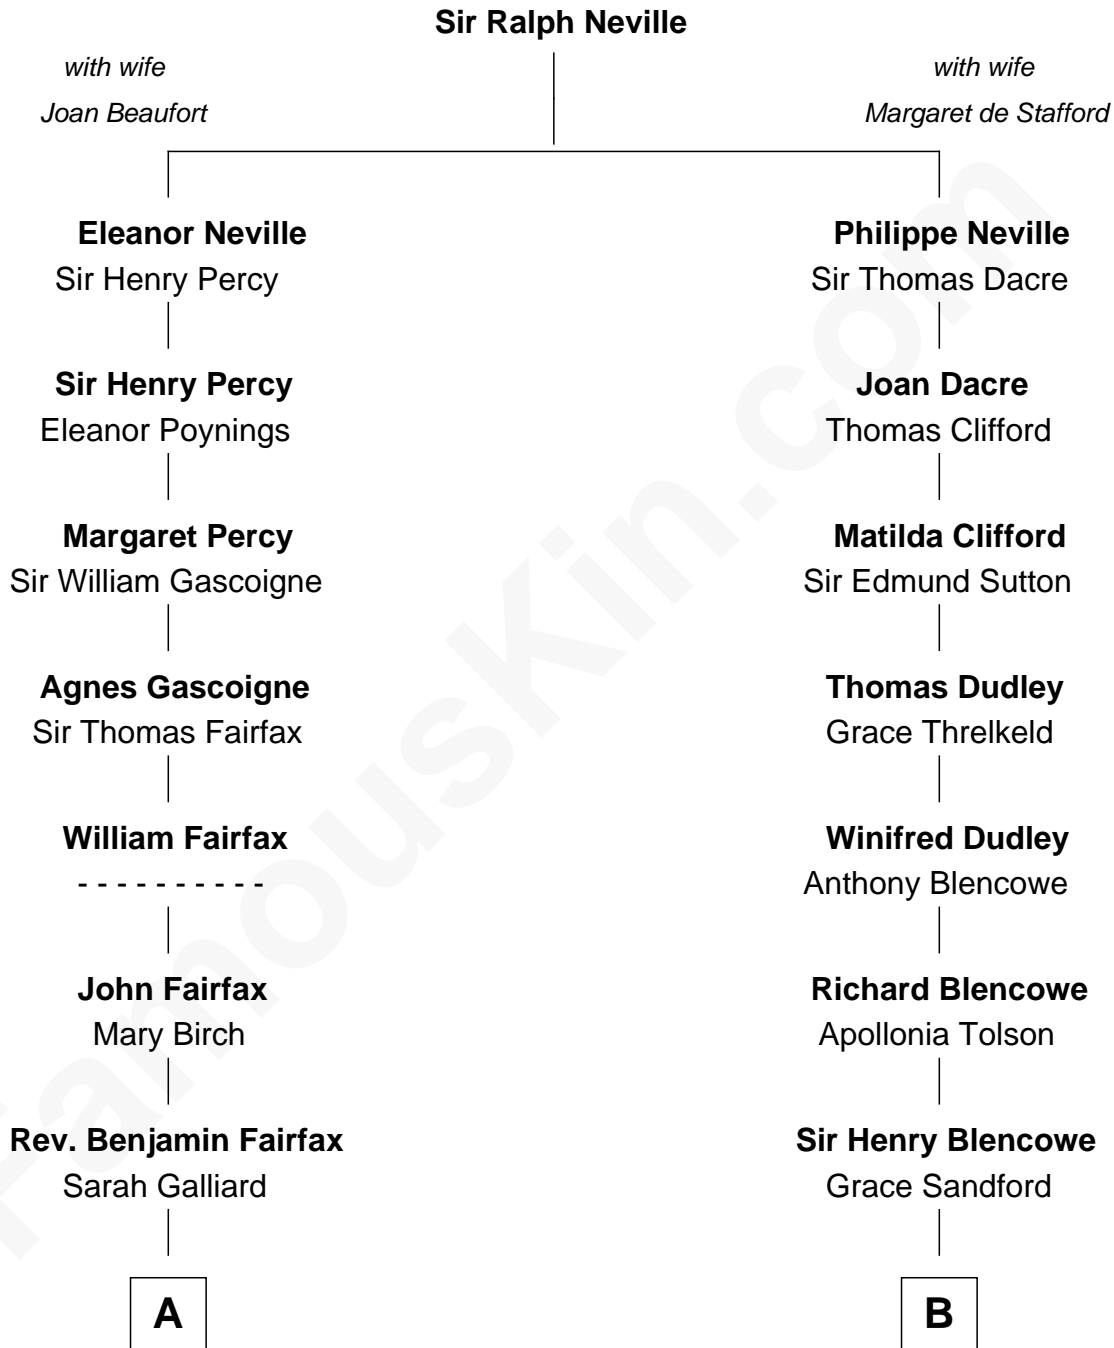 Sir Ralph Neville
with wife
Joan Beaufort
with wife
Margaret de Stafford
Eleanor Neville
Sir Henry Percy
Philippe Neville
Sir Thomas Dacre
Sir Henry Percy
Eleanor Poynings
Joan Dacre
Thomas Clifford
Margaret Percy
Sir William Gascoigne
Matilda Clifford
Sir Edmund Sutton
Agnes Gascoigne
Sir Thomas Fairfax
Thomas Dudley
Grace Threlkeld
William Fairfax
- - - - - - - - - -
Winifred Dudley
Anthony Blencowe
John Fairfax
Mary Birch
Richard Blencowe
Apollonia Tolson
Rev. Benjamin Fairfax
Sarah Galliard
Sir Henry Blencowe
Grace Sandford
A
B
FamousKin.com